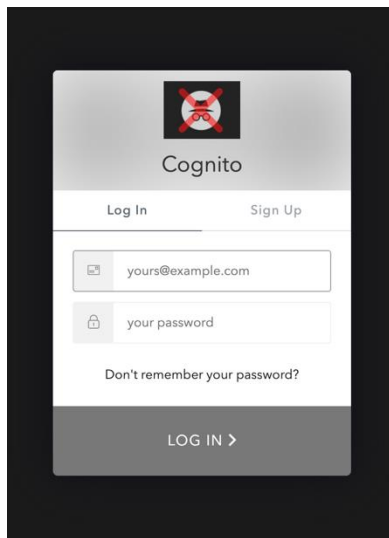 Cognito
Log In
Sign Up
yours@example.com
your password
Don't remember your password?
LOG IN